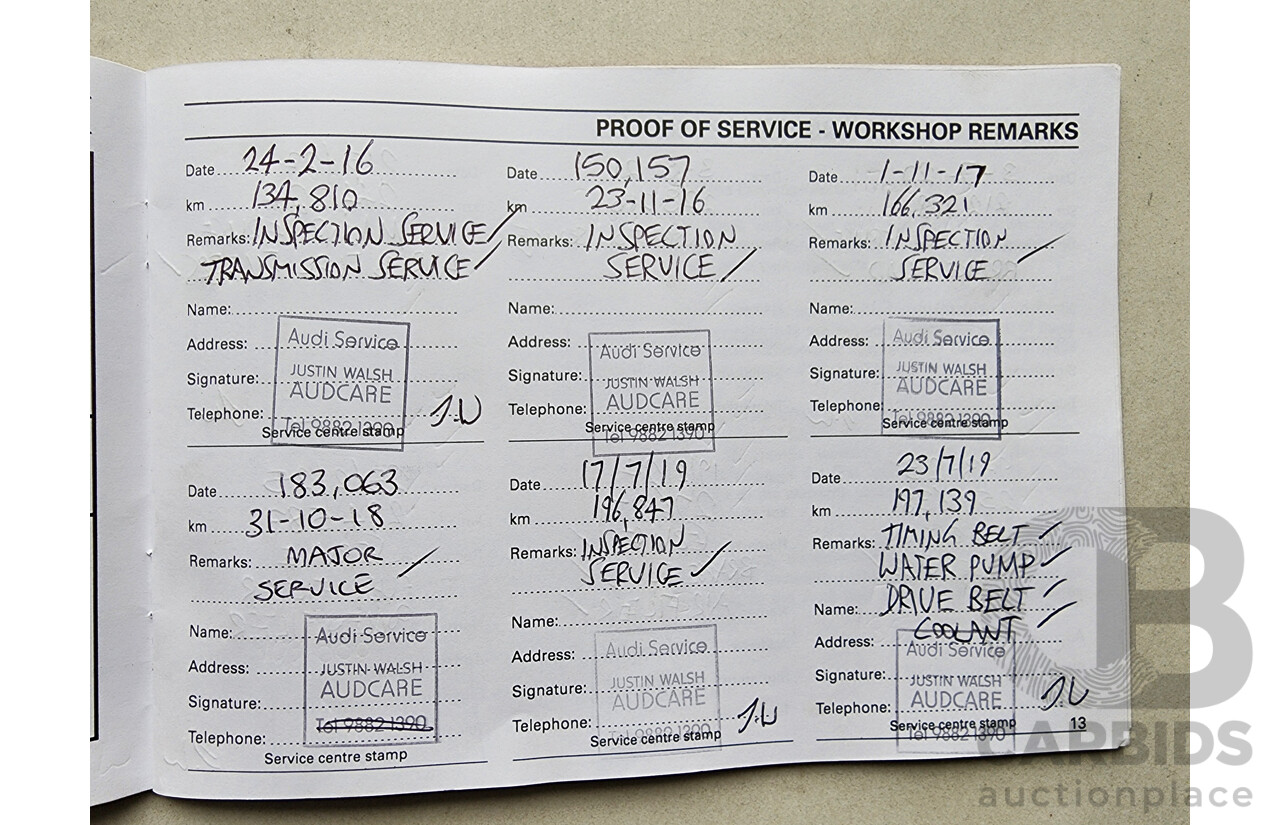 PROOF OF SERVICE - WORKSHOP REMARKS
Date 24-2-16
km 134,810
Remarks: INSPECTION SERVICE
TRANSMISSION SERVICE
Name:
Address:
Signature:
Telephone:
Audi Service
JUSTIN WALSH
AUDCARE
Tel 9882 1390
J.W
Service centre stamp
Date 150,157
km 23-11-16
Remarks: INSPECTION
SERVICE
Name:
Address:
Signature:
Telephone:
Audi Service
JUSTIN WALSH
AUDCARE
Service centre stamp
Tel 9882 1390
Date 1-11-17
km 166,321
Remarks: INSPECTION
SERVICE
Name:
Address:
Signature:
Telephone:
Audi Service
JUSTIN WALSH
AUDCARE
Tel 9882 1390
Service centre stamp
Date 183,063
km 31-10-18
Remarks: MAJOR
SERVICE
Name:
Address:
Signature:
Telephone:
Audi Service
JUSTIN WALSH
AUDCARE
Tel 9882 1390
Service centre stamp
Date 17/7/19
km 196,847
Remarks: INSPECTION
SERVICE
Name:
Address:
Signature:
Telephone:
Audi Service
JUSTIN WALSH
AUDCARE
Tel 9882 1390
J.W
Service centre stamp
Date 23/7/19
km 197,139
Remarks: TIMING BELT
WATER PUMP
Name: DRIVE BELT
Address: COOLANT
Signature:
Telephone:
Audi Service
JUSTIN WALSH
AUDCARE
JW
Service centre stamp
Tel 9882 1390
13
CARBIDS
auctionplace